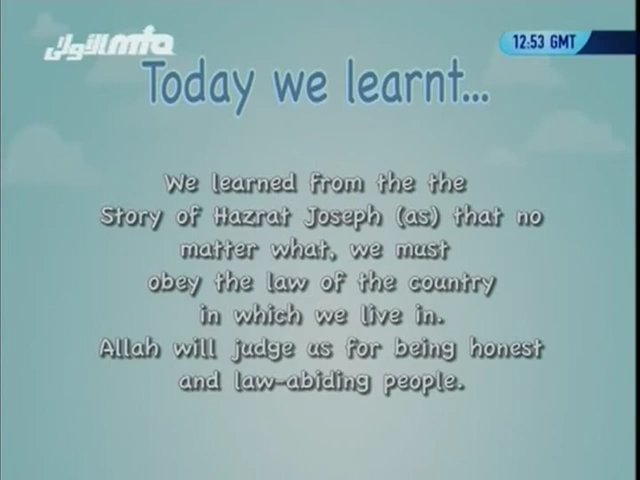 الأولى mta
12:53 GMT
Today we learnt...
We learned from the the
Story of Hazrat Joseph (as) that no
matter what, we must
obey the law of the country
in which we live in.
Allah will judge us for being honest
and law-abiding people.